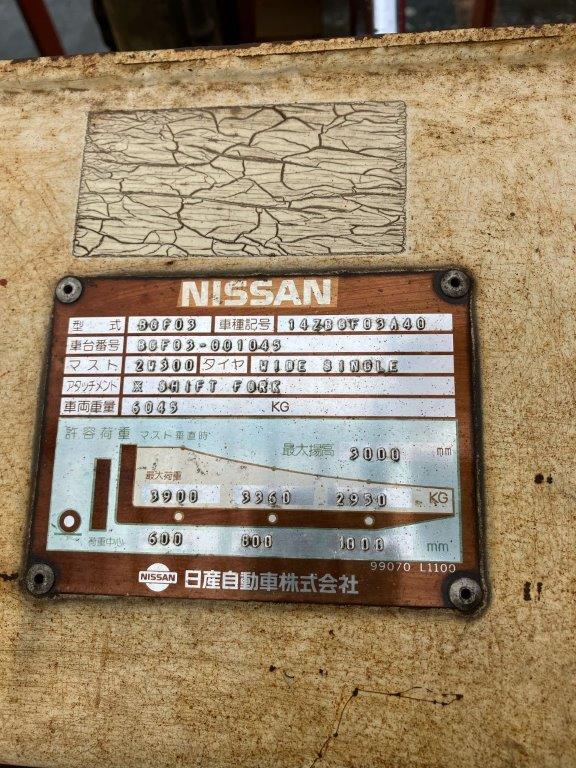 NISSAN
型式 BGF03 車種記号 14ZBGF03A40
車台番号 BGF03-001045
マスト 2W300 タイヤ WIDE SINGLE
アタッチメント X SHIFT FORK
車両重量 6045 KG
許容荷重 マスト垂直時
最大揚高 3000 mm
最大荷重
3900 3360 2950 KG
荷重中心 600 800 1000 mm
99070 L1100
NISSAN 日産自動車株式会社